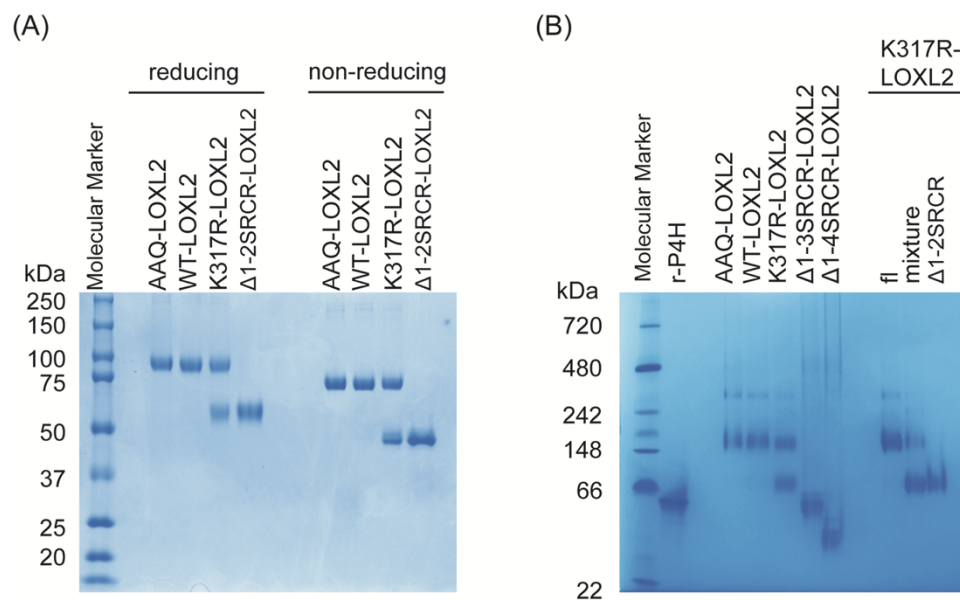 (A)
reducing
non-reducing
Molecular Marker
AAQ-LOXL2
WT-LOXL2
K317R-LOXL2
Δ1-2SRCR-LOXL2
AAQ-LOXL2
WT-LOXL2
K317R-LOXL2
Δ1-2SRCR-LOXL2
kDa
250
150
100
75
50
37
25
20
(B)
K317R-
LOXL2
Molecular Marker
r-P4H
AAQ-LOXL2
WT-LOXL2
K317R-LOXL2
Δ1-3SRCR-LOXL2
Δ1-4SRCR-LOXL2
fl
mixture
Δ1-2SRCR
kDa
720
480
242
148
66
22